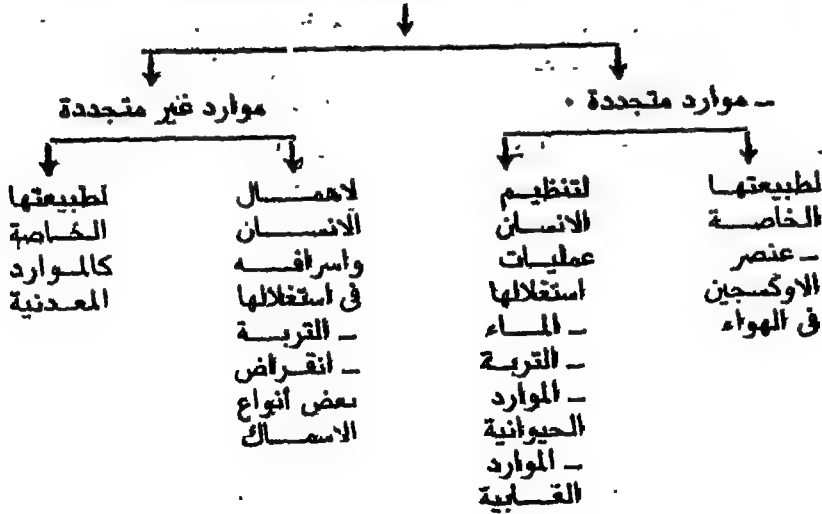 ـ موارد متجددة .
موارد غير متجددة
لطبيعتها
الخاصة
ـ عنصر
الاوكسجين
فى الهواء
لتنظيم
الانسان
عمليات
استغلالها
ـ الماء
ـ التربة
ـ الموارد
الحيوانية
ـ الموارد
الغابية
لاهمال
الانسان
واسرافه
فى استغلالها
ـ التربة
ـ انقراض
بعض أنواع
الاسماك
لطبيعتها
الخاصة
كالموارد
المعدنية